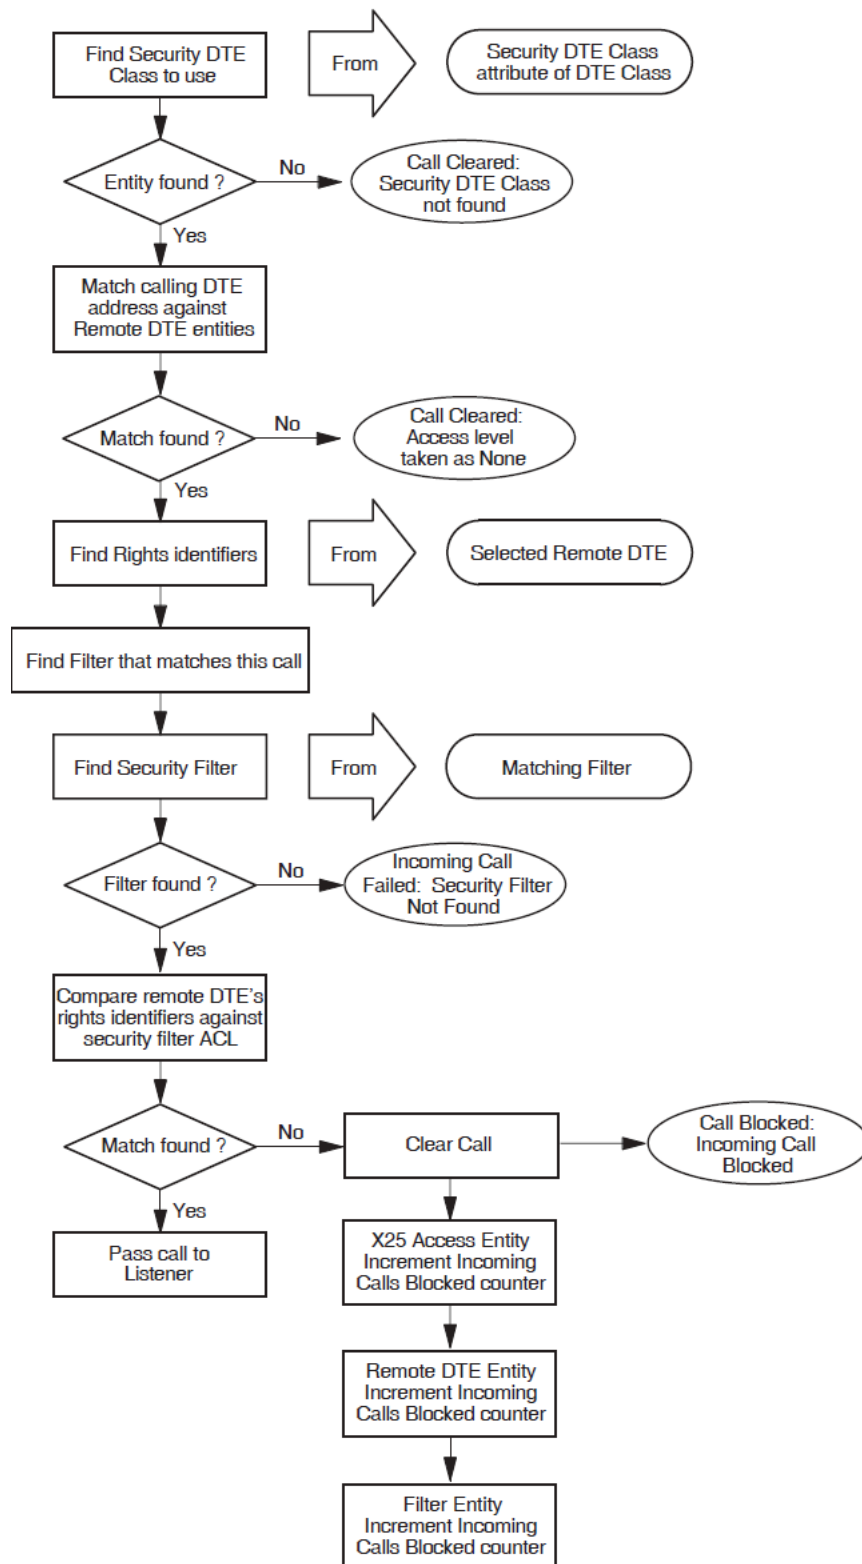 Find Security DTE
Class to use
From
Security DTE Class
attribute of DTE Class
Entity found ?
No
Call Cleared:
Security DTE Class
not found
Yes
Match calling DTE
address against
Remote DTE entities
Match found ?
No
Call Cleared:
Access level
taken as None
Yes
Find Rights identifiers
From
Selected Remote DTE
Find Filter that matches this call
Find Security Filter
From
Matching Filter
Filter found ?
No
Incoming Call
Failed: Security Filter
Not Found
Yes
Compare remote DTE's
rights identifiers against
security filter ACL
Match found ?
No
Clear Call
Call Blocked:
Incoming Call
Blocked
Yes
Pass call to
Listener
X25 Access Entity
Increment Incoming
Calls Blocked counter
Remote DTE Entity
Increment Incoming
Calls Blocked counter
Filter Entity
Increment Incoming
Calls Blocked counter